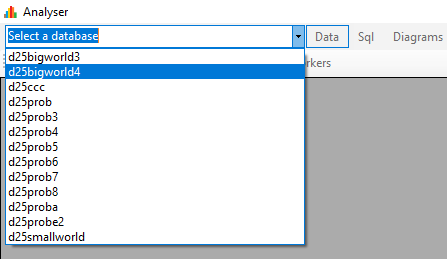 Analyser
Select a database Data Sql Diagrams
rkers
d25bigworld3
d25bigworld4
d25ccc
d25prob
d25prob3
d25prob4
d25prob5
d25prob6
d25prob7
d25prob8
d25proba
d25probe2
d25smallworld